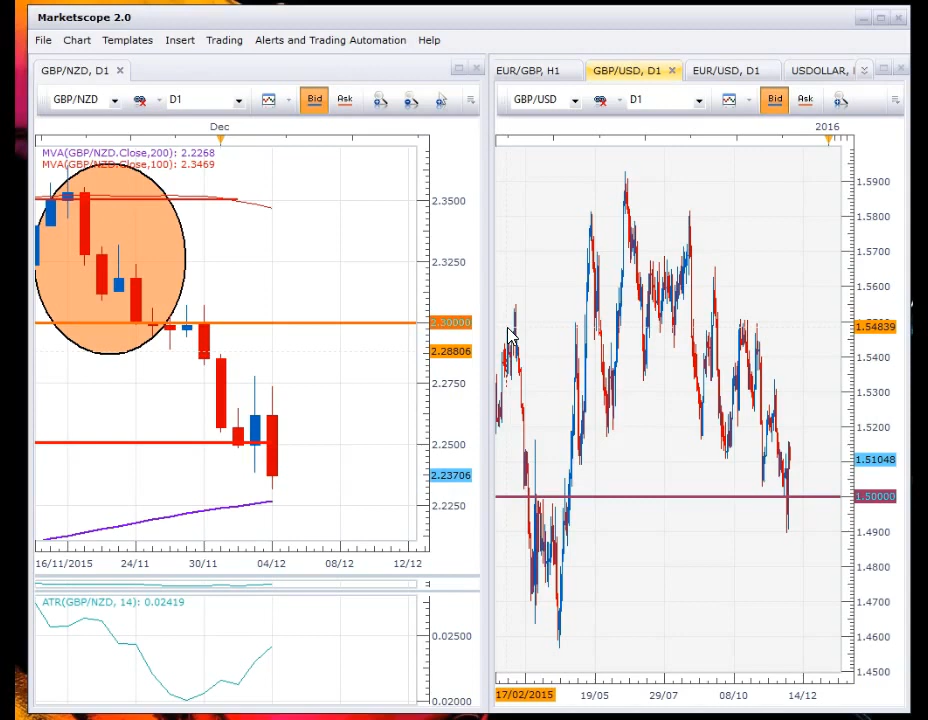 Marketscope 2.0
File Chart Templates Insert Trading Alerts and Trading Automation Help
GBP/NZD, D1
EUR/GBP, H1 GBP/USD, D1 EUR/USD, D1 USDOLLAR,
GBP/NZD D1 Bid Ask
GBP/USD D1 Bid Ask
Dec
MVA(GBP/NZD.Close,200): 2.2268
MVA(GBP/NZD.Close,100): 2.3469
2.3500
2.3250
2.30000
2.28806
2.2750
2.2500
2.23706
2.2250
16/11/2015 24/11 30/11 04/12 08/12 12/12
ATR(GBP/NZD, 14): 0.02419
0.02500
0.02000
2016
1.5900
1.5800
1.5700
1.5600
1.54839
1.5400
1.5300
1.5200
1.51048
1.50000
1.4900
1.4800
1.4700
1.4600
1.4500
17/02/2015 19/05 29/07 08/10 14/12